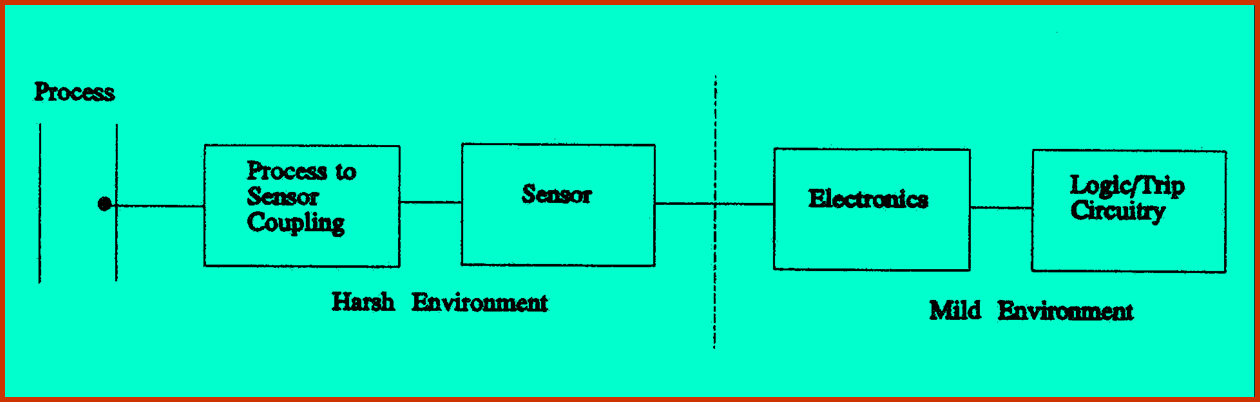 Process
Process to
Sensor
Coupling
Sensor
Electronics
Logic/Trip
Circuitry
Harsh Environment
Mild Environment